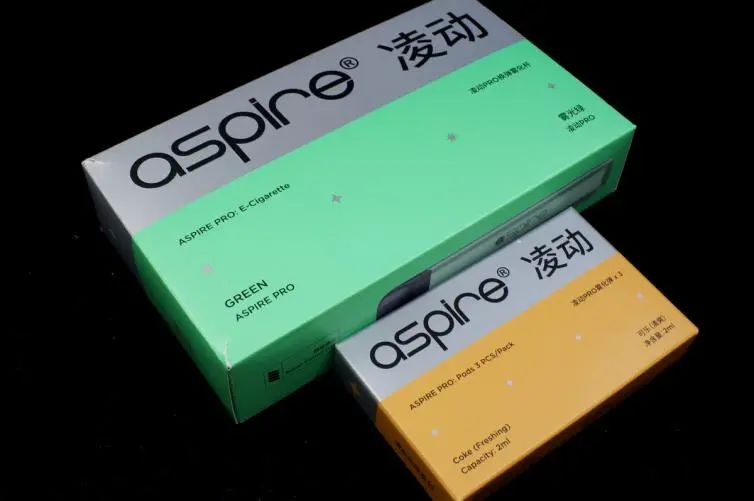 aspire® 凌动
凌动PRO换弹雾化杆
ASPIRE PRO: E-Cigarette
雾光绿
凌动PRO
GREEN
ASPIRE PRO
aspire
aspire® 凌动
凌动PRO雾化弹 x 3
ASPIRE PRO: Pods 3 PCS/Pack
可乐(清爽)
净含量: 2ml
Coke (Freshing)
Capacity: 2ml